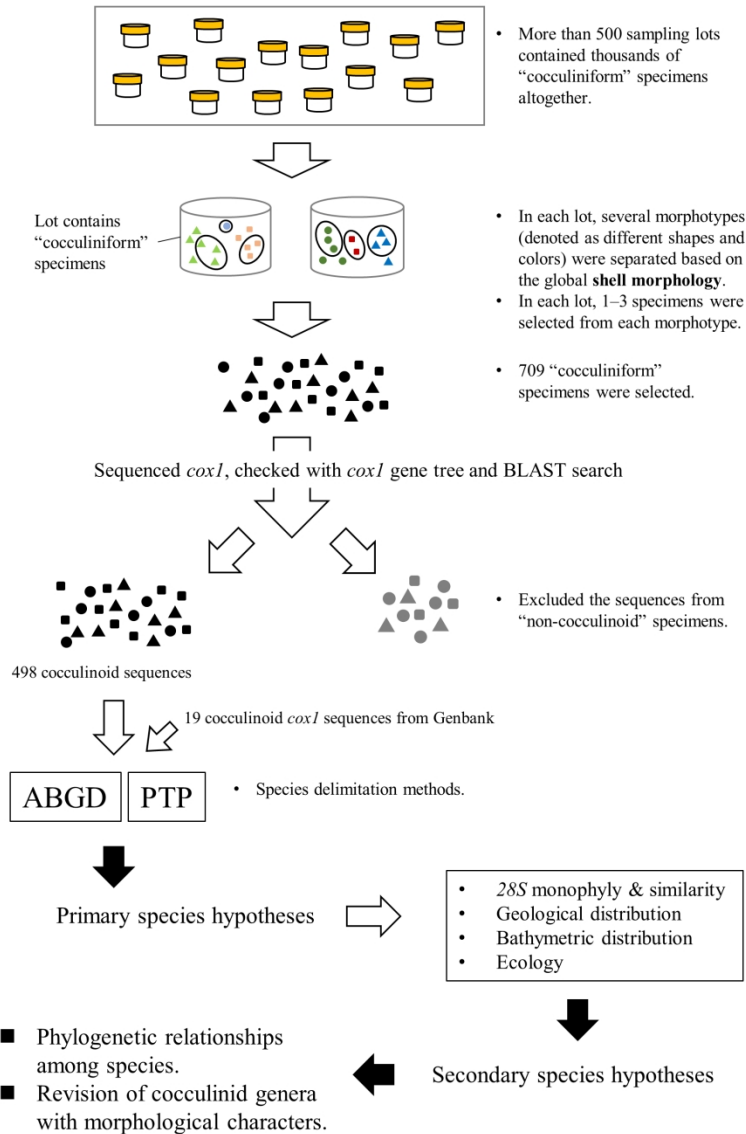 • More than 500 sampling lots
contained thousands of
“cocculiniform” specimens
altogether.
Lot contains
“cocculiniform”
specimens
• In each lot, several morphotypes
(denoted as different shapes and
colors) were separated based on
the global shell morphology.
• In each lot, 1–3 specimens were
selected from each morphotype.
• 709 “cocculiniform”
specimens were selected.
Sequenced cox1, checked with cox1 gene tree and BLAST search
• Excluded the sequences from
“non-cocculinoid” specimens.
498 cocculinoid sequences
19 cocculinoid cox1 sequences from Genbank
ABGD
PTP
• Species delimitation methods.
Primary species hypotheses
• 28S monophyly & similarity
• Geological distribution
• Bathymetric distribution
• Ecology
Secondary species hypotheses
■ Phylogenetic relationships
among species.
■ Revision of cocculinid genera
with morphological characters.